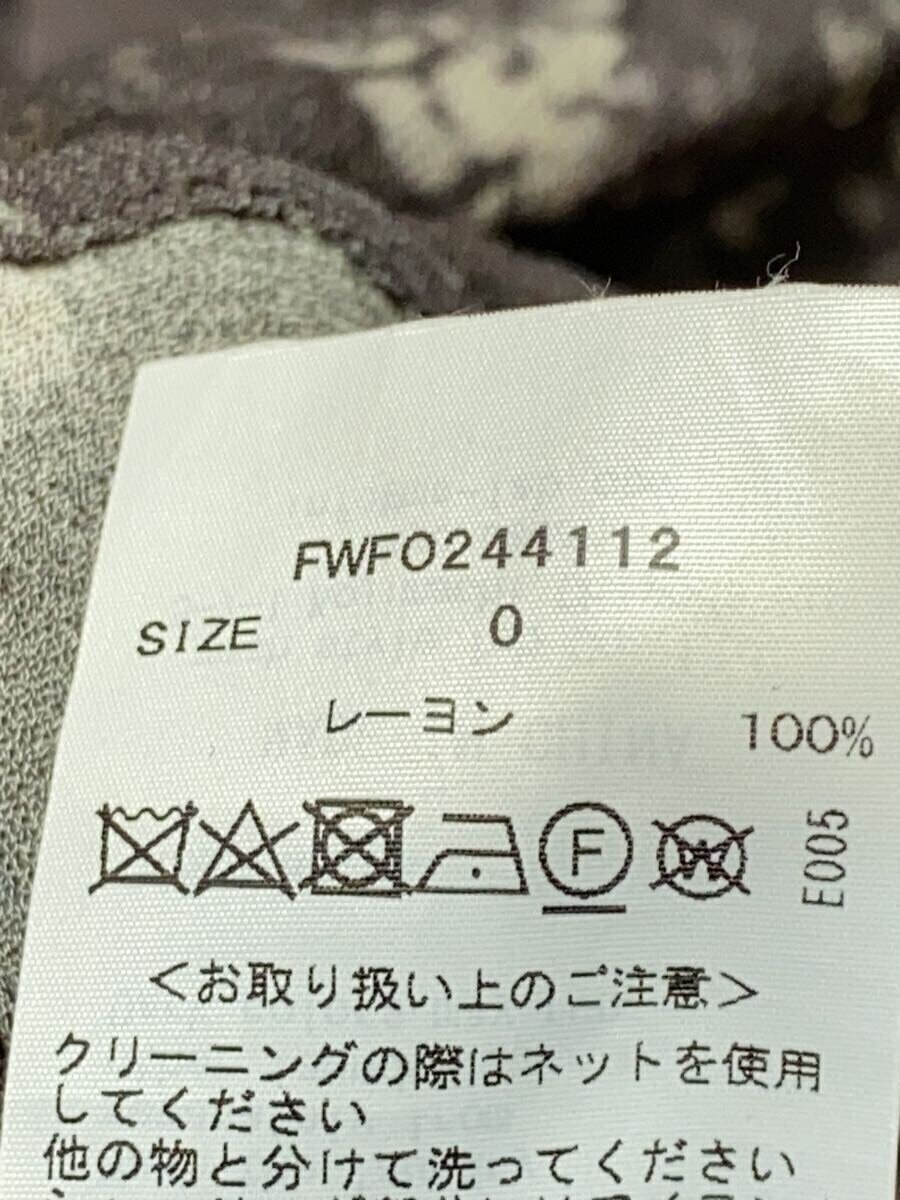 FWF0244112
SIZE 0
レーヨン 100%
F W E005
<お取り扱い上のご注意>
クリーニングの際はネットを使用
してください
他の物と分けて洗ってください